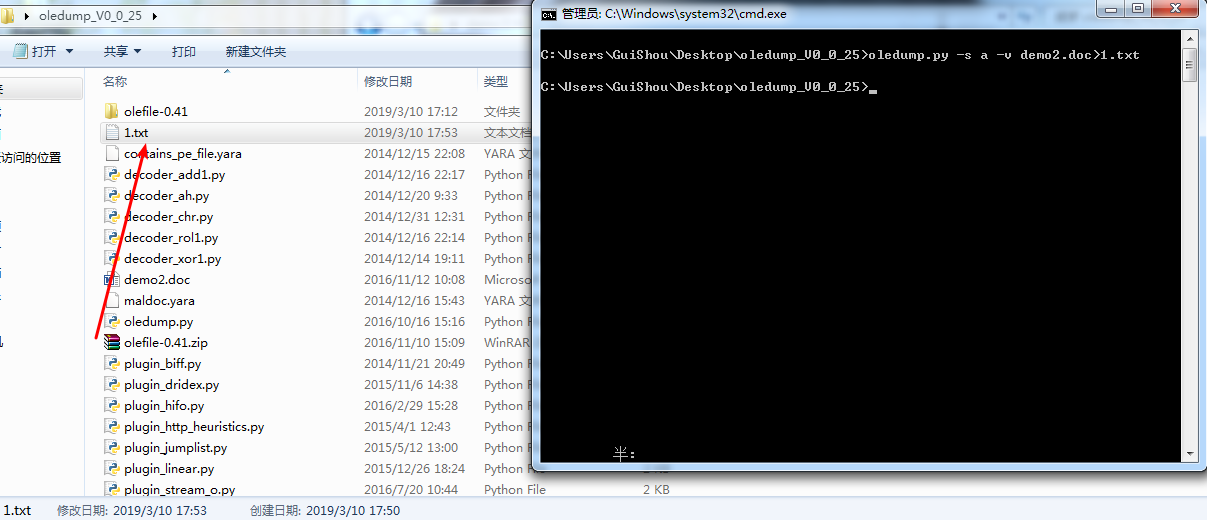 oledump_V0_0_25
打开 共享 打印 新建文件夹
名称 修改日期 类型
olefile-0.41 2019/3/10 17:12 文件夹
1.txt 2019/3/10 17:53 文本文档
contains_pe_file.yara 2014/12/15 22:08 YARA 文
decoder_add1.py 2014/12/16 22:17 Python F
decoder_ah.py 2014/12/20 9:33 Python F
decoder_chr.py 2014/12/31 12:31 Python F
decoder_rol1.py 2014/12/16 22:14 Python F
decoder_xor1.py 2014/12/14 19:11 Python F
demo2.doc 2016/11/12 10:08 Microso
maldoc.yara 2014/12/16 15:43 YARA 文
oledump.py 2016/10/16 15:16 Python F
olefile-0.41.zip 2016/11/10 15:09 WinRAR
plugin_biff.py 2014/11/21 20:49 Python F
plugin_dridex.py 2015/11/6 14:38 Python F
plugin_hifo.py 2016/2/29 15:28 Python F
plugin_http_heuristics.py 2015/4/1 12:43 Python F
plugin_jumplist.py 2015/5/12 13:00 Python F
plugin_linear.py 2015/12/26 18:24 Python File
plugin_stream_o.py 2016/7/20 10:44 Python File 2 KB
访问的位置
1.txt 修改日期: 2019/3/10 17:53 创建日期: 2019/3/10 17:50
管理员: C:\Windows\system32\cmd.exe
C:\Users\GuiShou\Desktop\oledump_V0_0_25>oledump.py -s a -v demo2.doc>1.txt
C:\Users\GuiShou\Desktop\oledump_V0_0_25>
半: